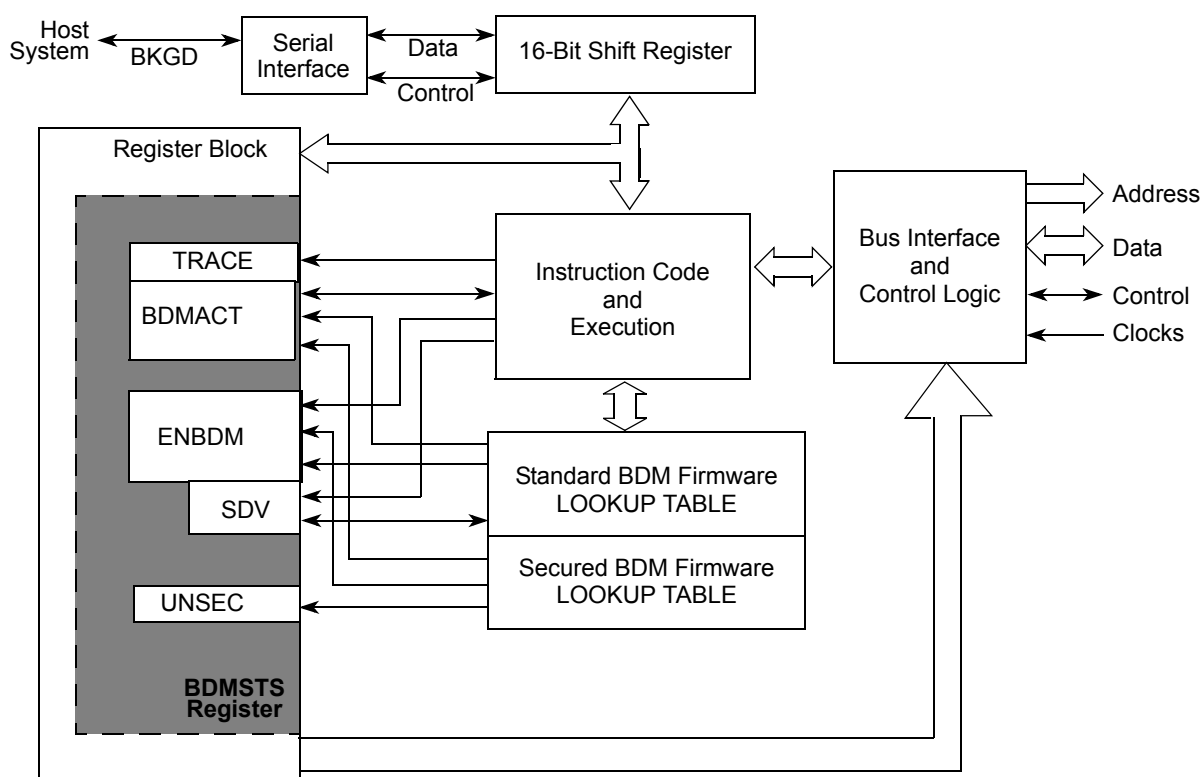 Host
System
BKGD
Serial
Interface
Data
Control
16-Bit Shift Register
Register Block
TRACE
BDMACT
ENBDM
SDV
UNSEC
BDMSTS
Register
Instruction Code
and
Execution
Standard BDM Firmware
LOOKUP TABLE
Secured BDM Firmware
LOOKUP TABLE
Bus Interface
and
Control Logic
Address
Data
Control
Clocks